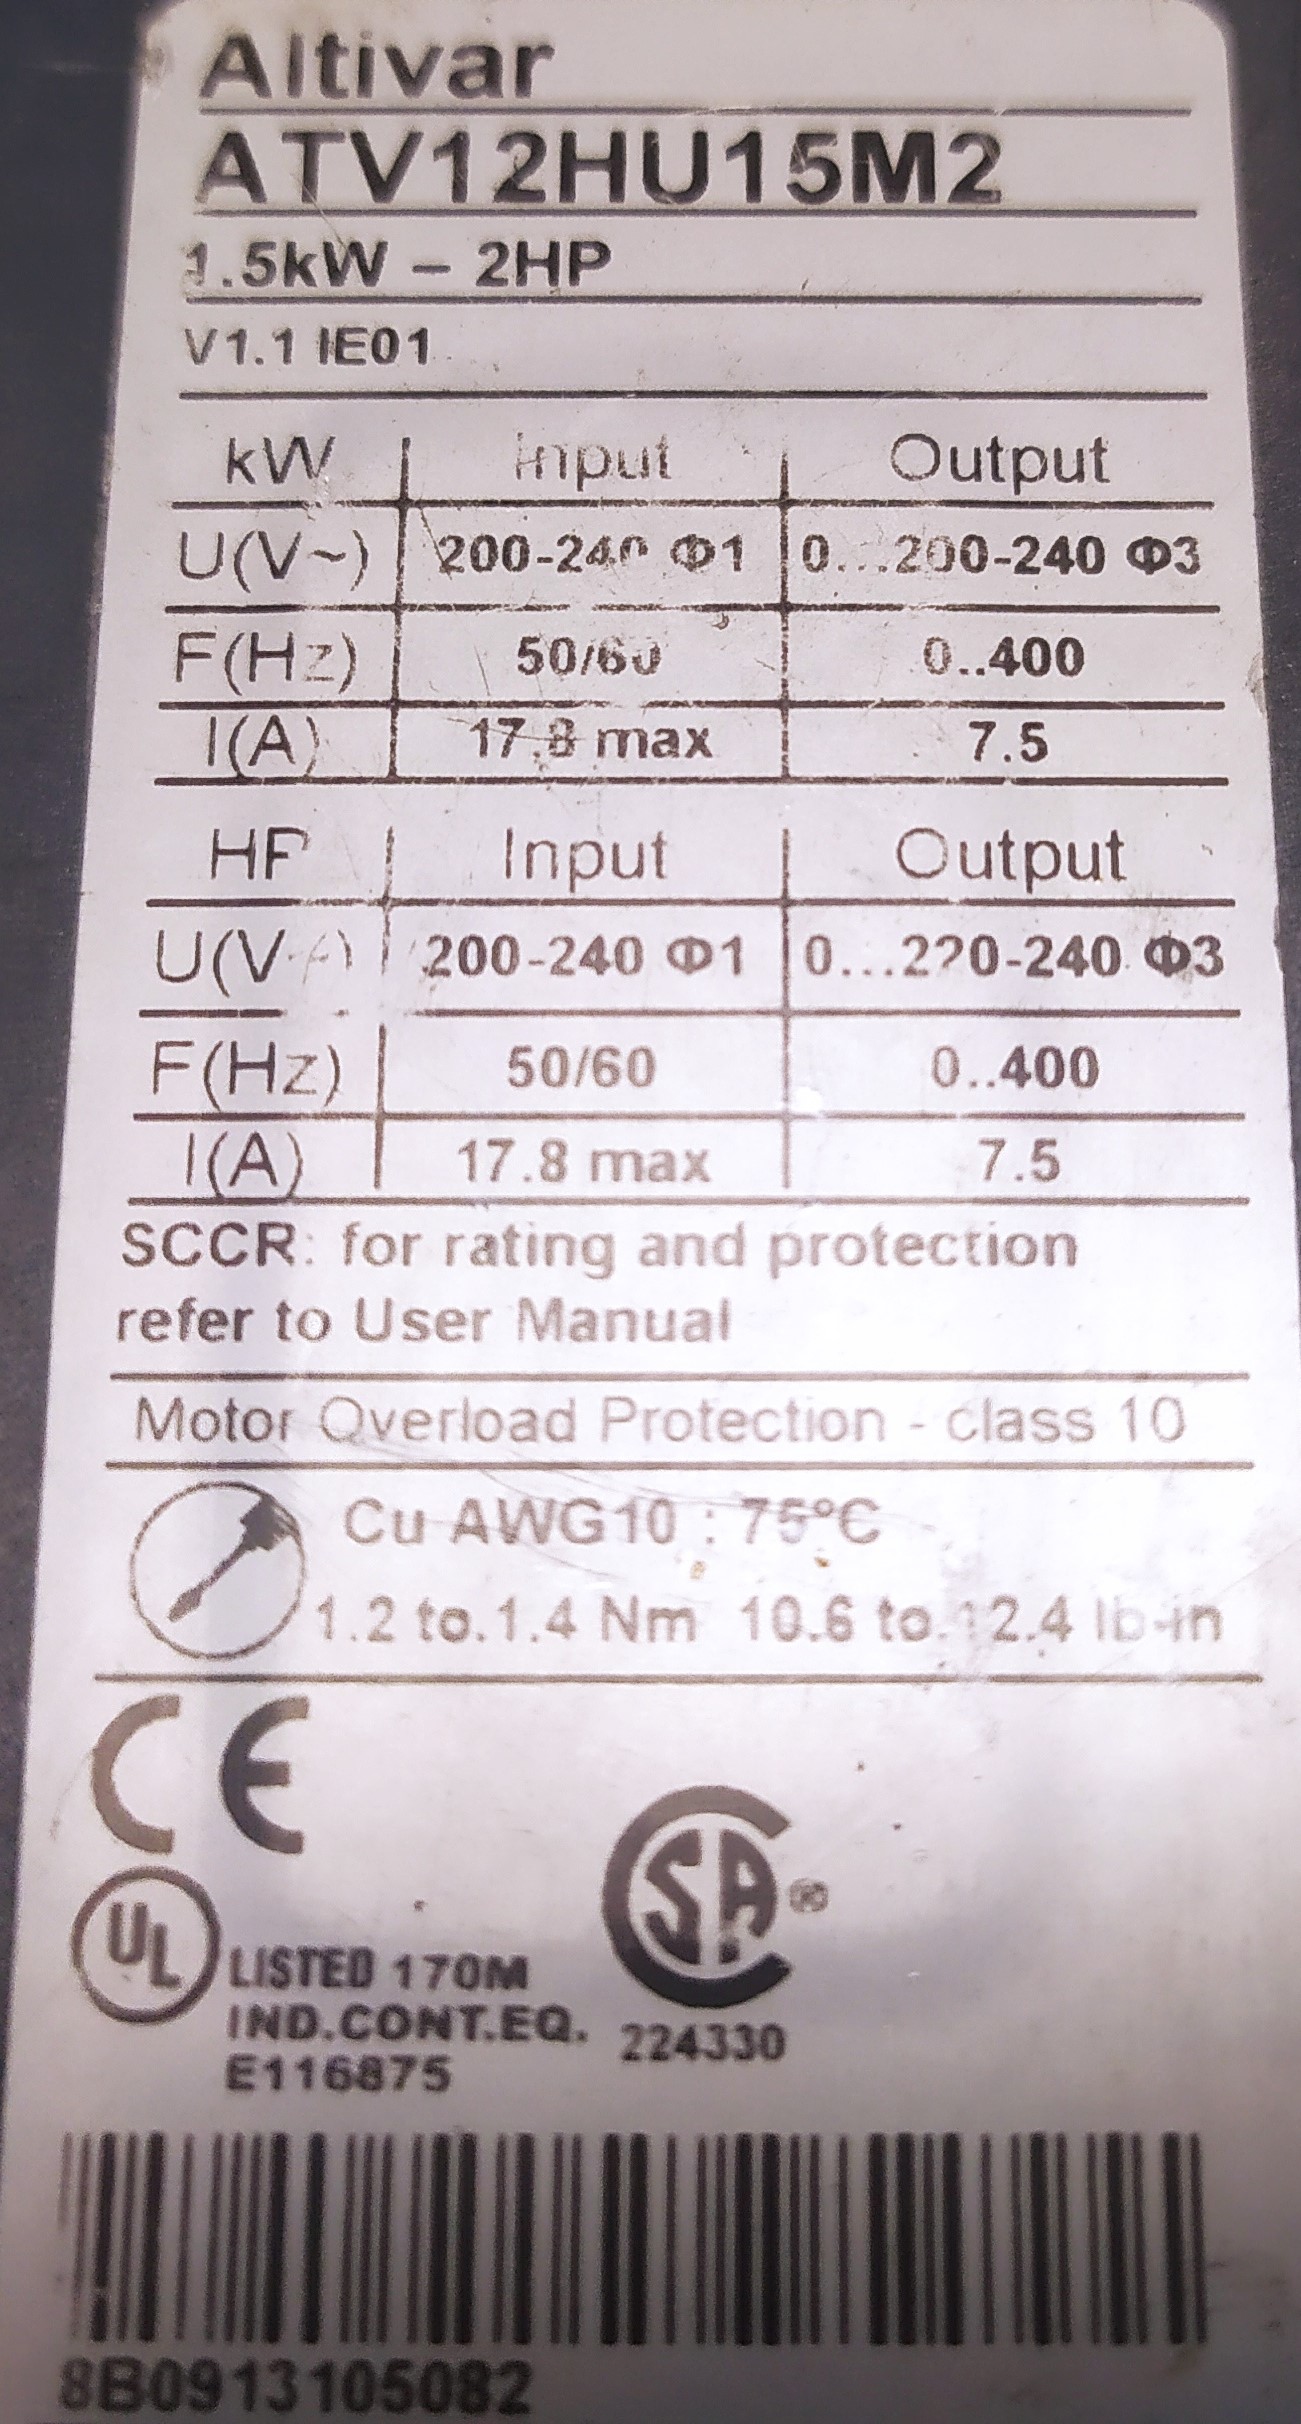 Altivar
ATV12HU15M2
1.5kW – 2HP
V1.1 IE01
kW Input Output
U(V~) 200-240 Φ1 0...200-240 Φ3
F(Hz) 50/60 0..400
I(A) 17.8 max 7.5
HP Input Output
U(V~) 200-240 Φ1 0...220-240 Φ3
F(Hz) 50/60 0..400
I(A) 17.8 max 7.5
SCCR: for rating and protection
refer to User Manual
Motor Overload Protection - class 10
Cu AWG10 : 75°C
1.2 to.1.4 Nm 10.6 to.12.4 lb-in
CE
CSA ®
UL LISTED 170M
IND.CONT.EQ.
E116875
224330
8B0913105082